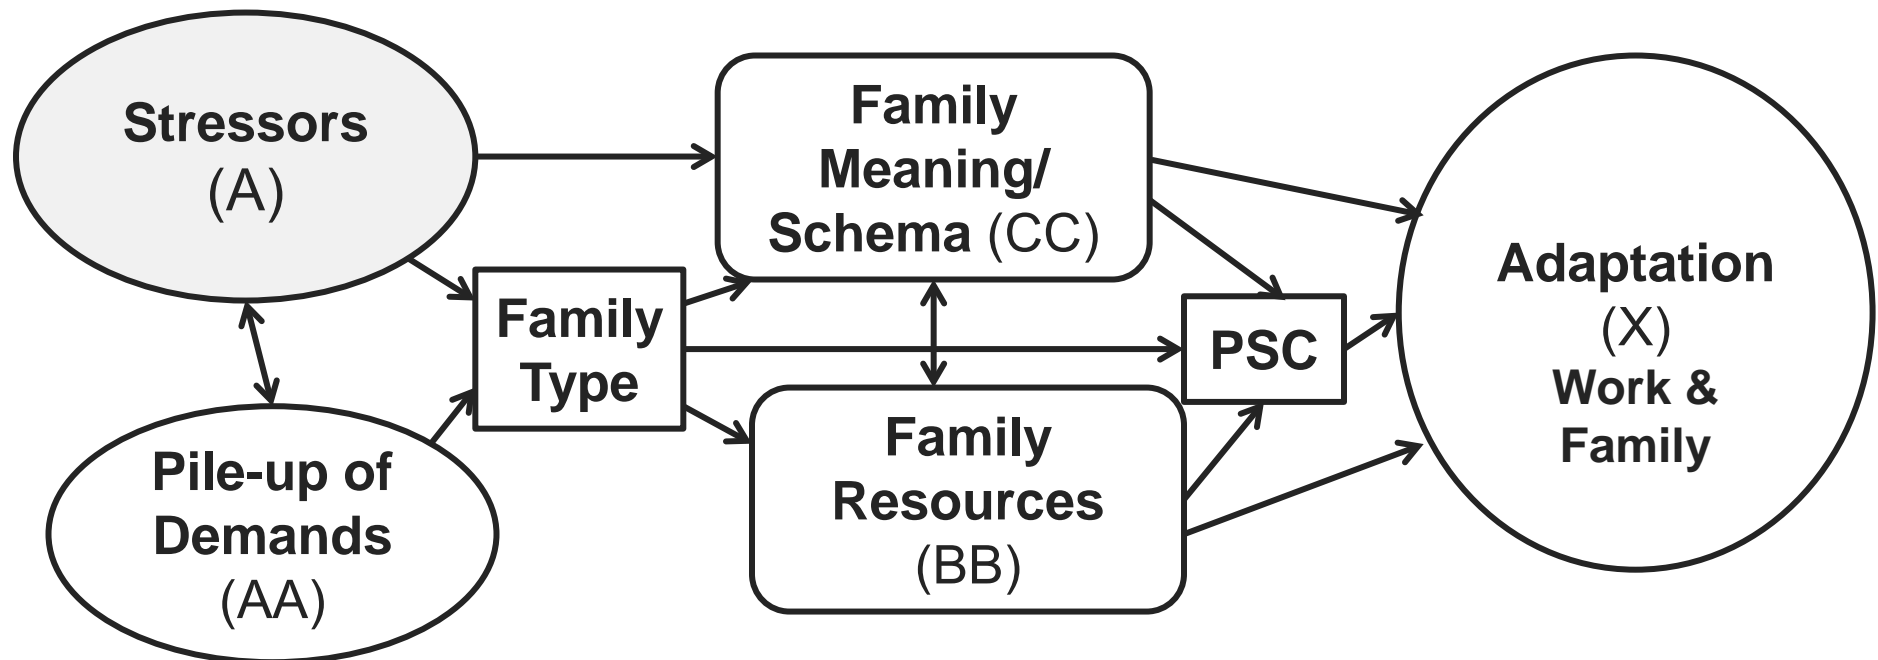 Stressors
(A)
Pile-up of
Demands
(AA)
Family
Type
Family
Meaning/
Schema (CC)
Family
Resources
(BB)
PSC
Adaptation
(X)
Work &
Family